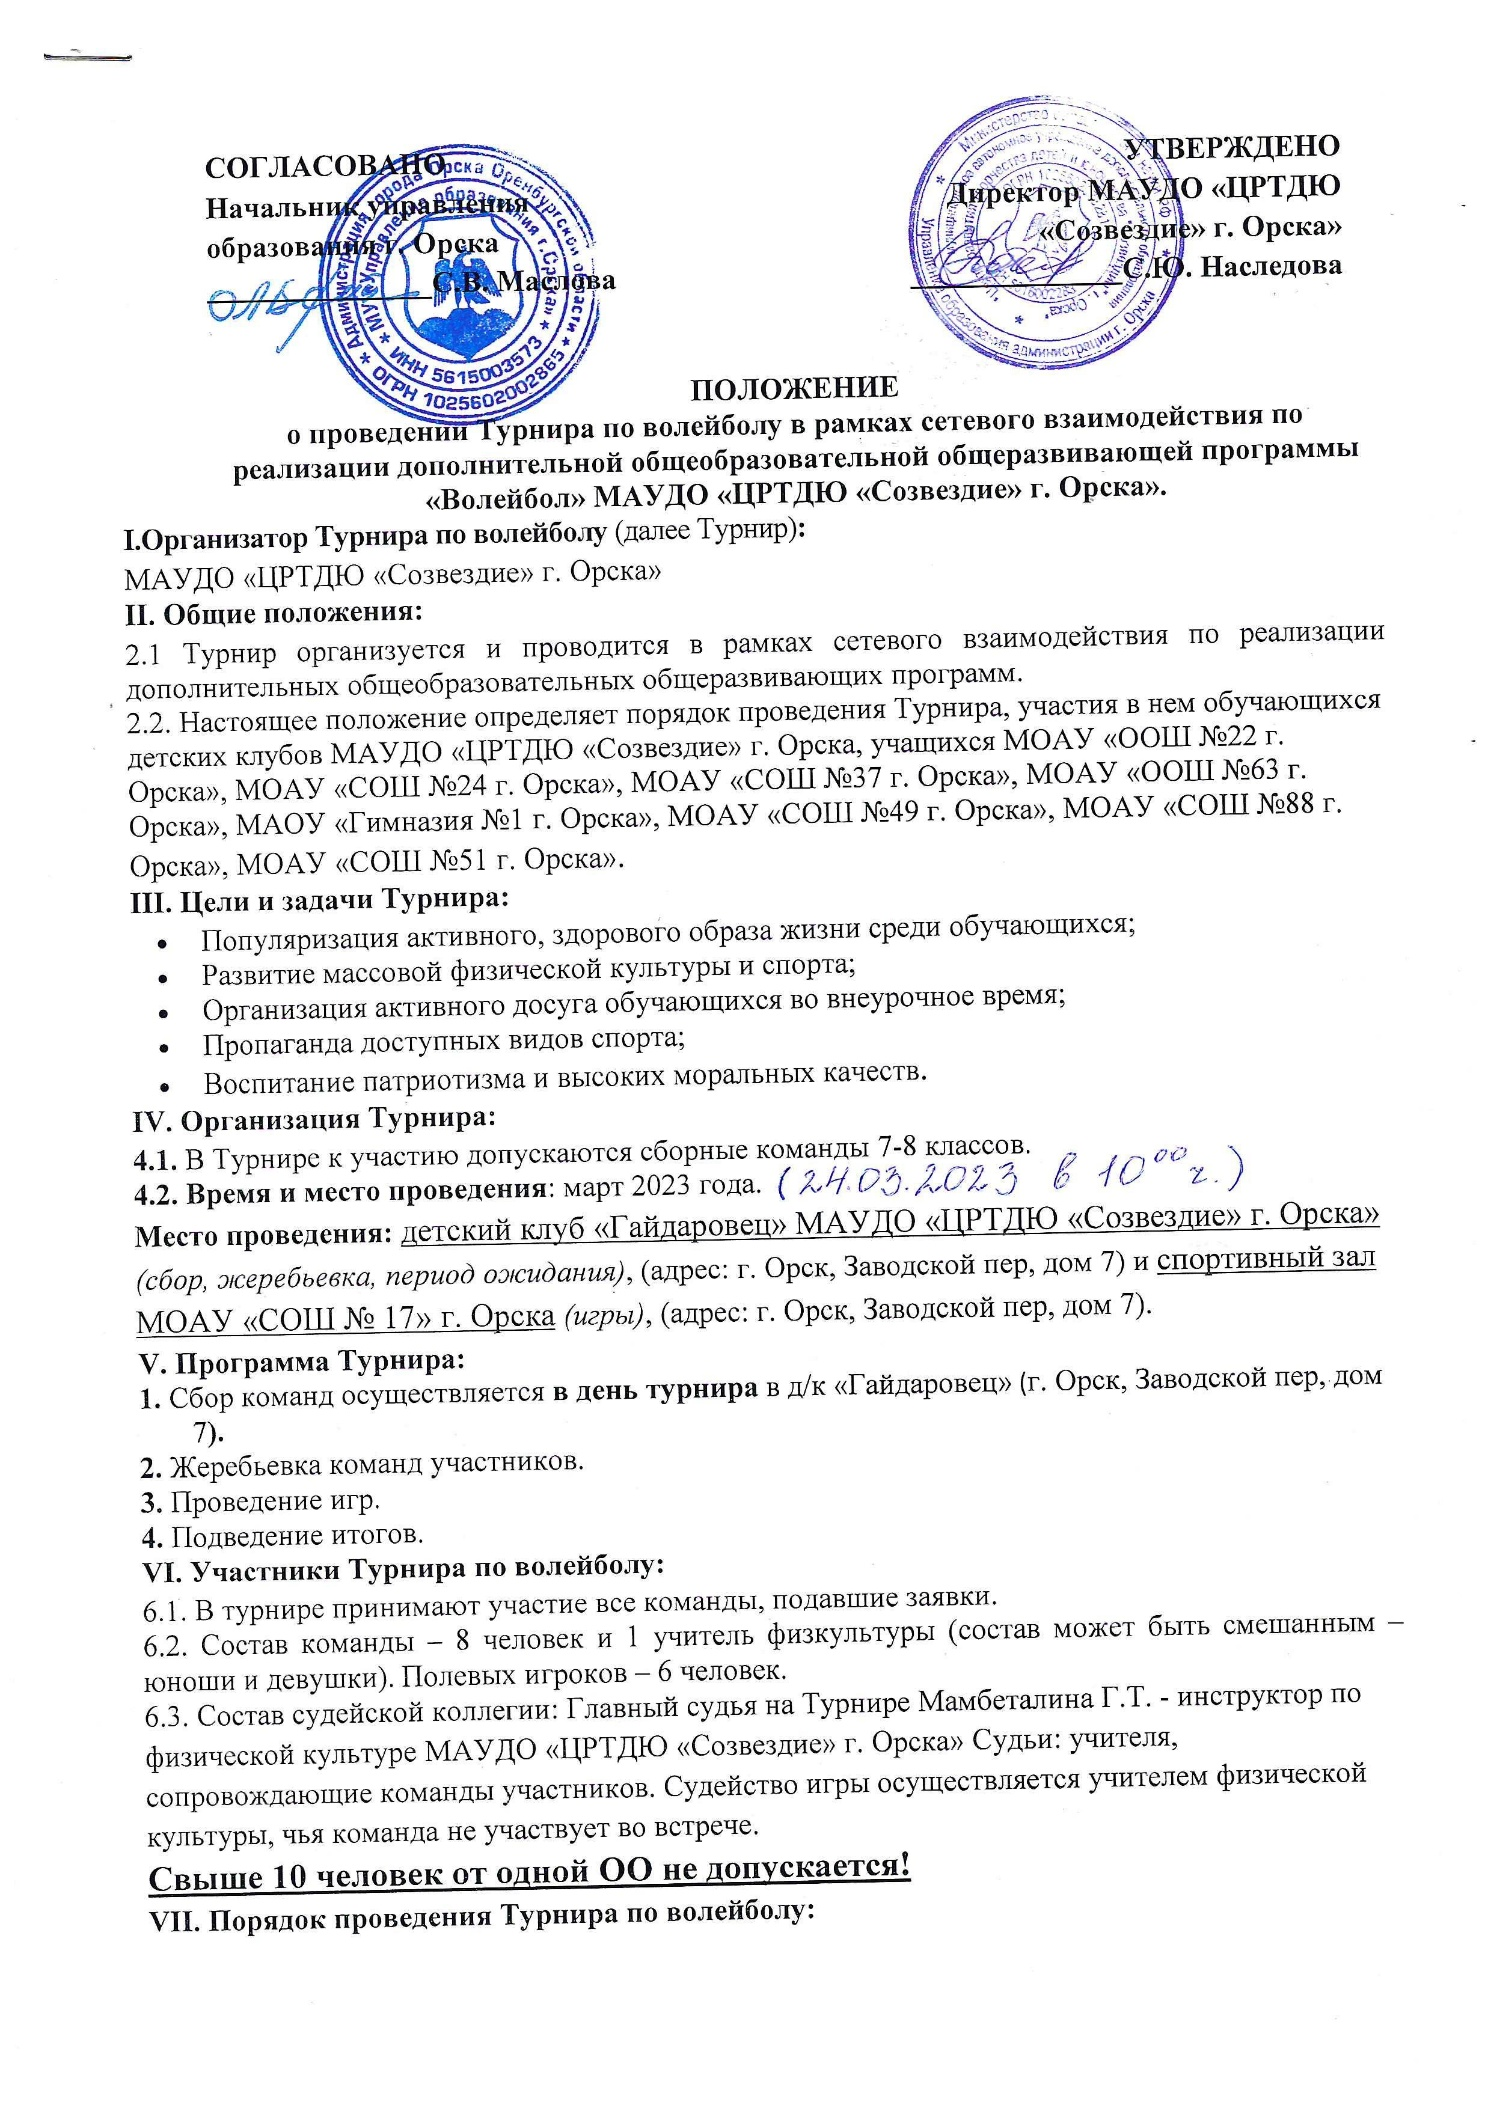 СОГЛАСОВАНО
Начальник управления
образования г. Орска
С.В. Маслова
Администрация города Орска Оренбургской области
ОГРН 1025602002865
Управление образования г.Орска
ИНН 5615003573
УТВЕРЖДЕНО
Директор МАУДО «ЦРТДЮ
«Созвездие» г. Орска»
С.Ю. Наследова
ПОЛОЖЕНИЕ
о проведении Турнира по волейболу в рамках сетевого взаимодействия по
реализации дополнительной общеобразовательной общеразвивающей программы
«Волейбол» МАУДО «ЦРТДЮ «Созвездие» г. Орска».
I.Организатор Турнира по волейболу (далее Турнир):
МАУДО «ЦРТДЮ «Созвездие» г. Орска»
II. Общие положения:
2.1 Турнир организуется и проводится в рамках сетевого взаимодействия по реализации
дополнительных общеобразовательных общеразвивающих программ.
2.2. Настоящее положение определяет порядок проведения Турнира, участия в нем обучающихся
детских клубов МАУДО «ЦРТДЮ «Созвездие» г. Орска, учащихся МОАУ «ООШ №22 г.
Орска», МОАУ «СОШ №24 г. Орска», МОАУ «СОШ №37 г. Орска», МОАУ «ООШ №63 г.
Орска», МАОУ «Гимназия №1 г. Орска», МОАУ «СОШ №49 г. Орска», МОАУ «СОШ №88 г.
Орска», МОАУ «СОШ №51 г. Орска».
III. Цели и задачи Турнира:
• Популяризация активного, здорового образа жизни среди обучающихся;
• Развитие массовой физической культуры и спорта;
• Организация активного досуга обучающихся во внеурочное время;
• Пропаганда доступных видов спорта;
• Воспитание патриотизма и высоких моральных качеств.
IV. Организация Турнира:
4.1. В Турнире к участию допускаются сборные команды 7-8 классов.
4.2. Время и место проведения: март 2023 года. (24.03.2023 в 10⁰⁰ ч.)
Место проведения: детский клуб «Гайдаровец» МАУДО «ЦРТДЮ «Созвездие» г. Орска»
(сбор, жеребьевка, период ожидания), (адрес: г. Орск, Заводской пер, дом 7) и спортивный зал
МОАУ «СОШ № 17» г. Орска (игры), (адрес: г. Орск, Заводской пер, дом 7).
V. Программа Турнира:
1. Сбор команд осуществляется в день турнира в д/к «Гайдаровец» (г. Орск, Заводской пер, дом
7).
2. Жеребьевка команд участников.
3. Проведение игр.
4. Подведение итогов.
VI. Участники Турнира по волейболу:
6.1. В турнире принимают участие все команды, подавшие заявки.
6.2. Состав команды – 8 человек и 1 учитель физкультуры (состав может быть смешанным –
юноши и девушки). Полевых игроков – 6 человек.
6.3. Состав судейской коллегии: Главный судья на Турнире Мамбеталина Г.Т. - инструктор по
физической культуре МАУДО «ЦРТДЮ «Созвездие» г. Орска» Судьи: учителя,
сопровождающие команды участников. Судейство игры осуществляется учителем физической
культуры, чья команда не участвует во встрече.
Свыше 10 человек от одной ОО не допускается!
VII. Порядок проведения Турнира по волейболу: